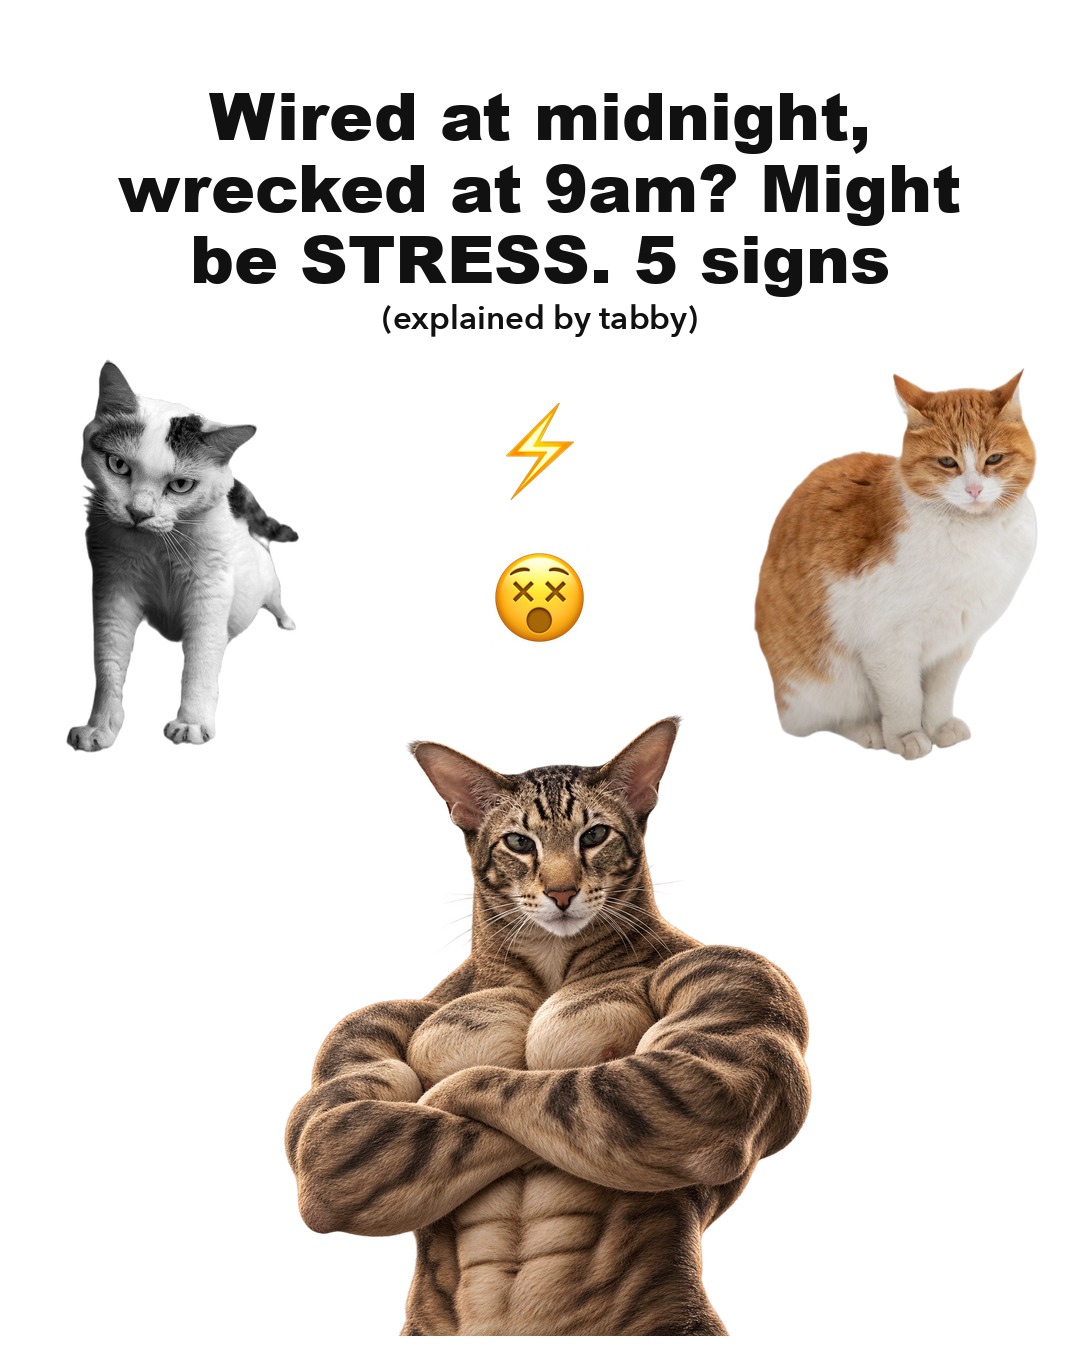 Wired at midnight,
wrecked at 9am? Might
be STRESS. 5 signs
(explained by tabby)